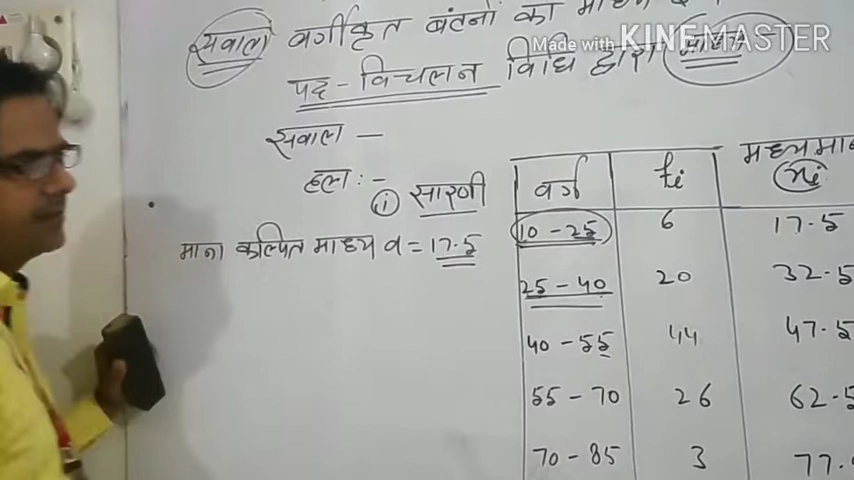 सवाल वर्गीकृत बंटनों का माध्य
Made with KINEMASTER
पद-विचलन विधि द्वारा माध्य
सवाल —
हल :-
(i) सारणी
माना कल्पित माध्य a = 17.5
वर्ग fi मध्यमान xi
10 - 25 6 17.5
25 - 40 20 32.5
40 - 55 44 47.5
55 - 70 26 62.5
70 - 85 3 77.